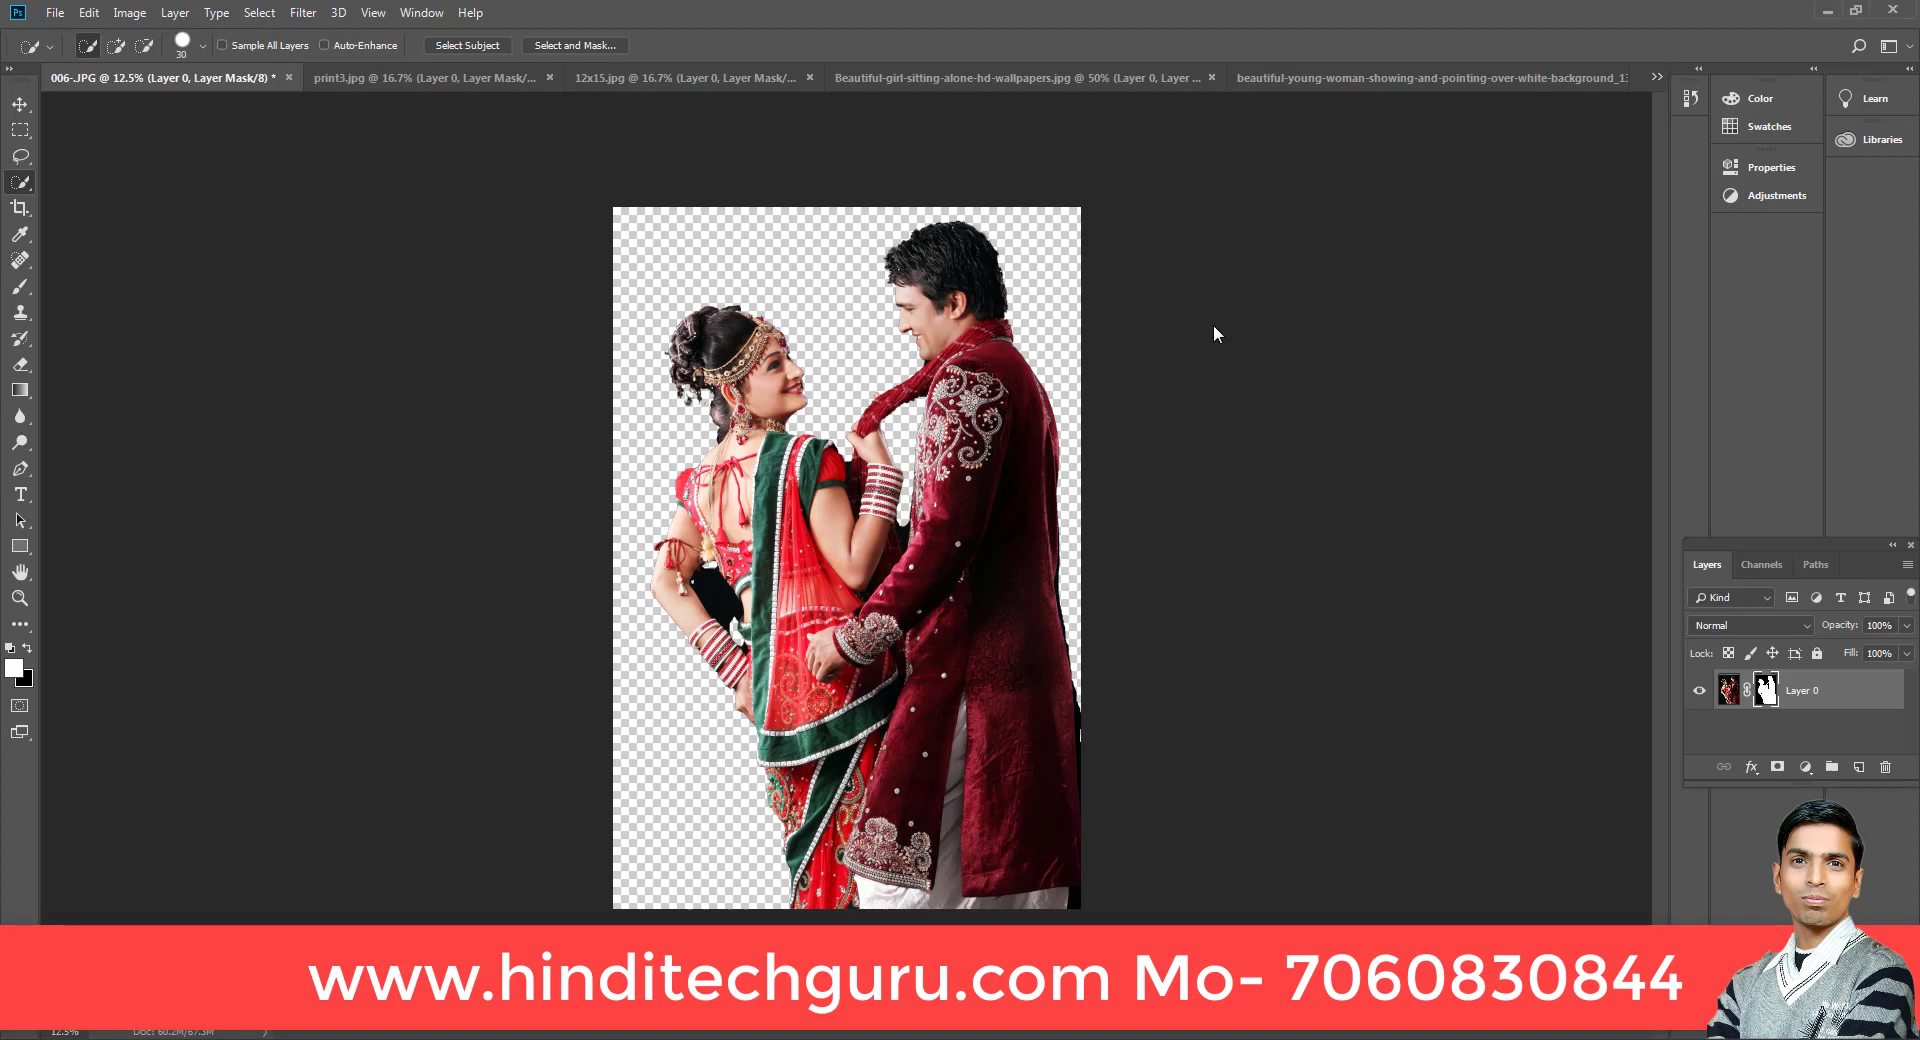 Ps File Edit Image Layer Type Select Filter 3D View Window Help
30 Sample All Layers Auto-Enhance Select Subject Select and Mask...
006-.JPG @ 12.5% (Layer 0, Layer Mask/8) * print3.jpg @ 16.7% (Layer 0, Layer Mask/... 12x15.jpg @ 16.7% (Layer 0, Layer Mask/... Beautiful-girl-sitting-alone-hd-wallpapers.jpg @ 50% (Layer 0, Layer ... beautiful-young-woman-showing-and-pointing-over-white-background_13
Color
Swatches
Properties
Adjustments
Learn
Libraries
Layers Channels Paths
Kind
Normal Opacity: 100%
Lock: Fill: 100%
Layer 0
www.hinditechguru.com Mo- 7060830844
12.5% Doc: 60.2M/67.3M